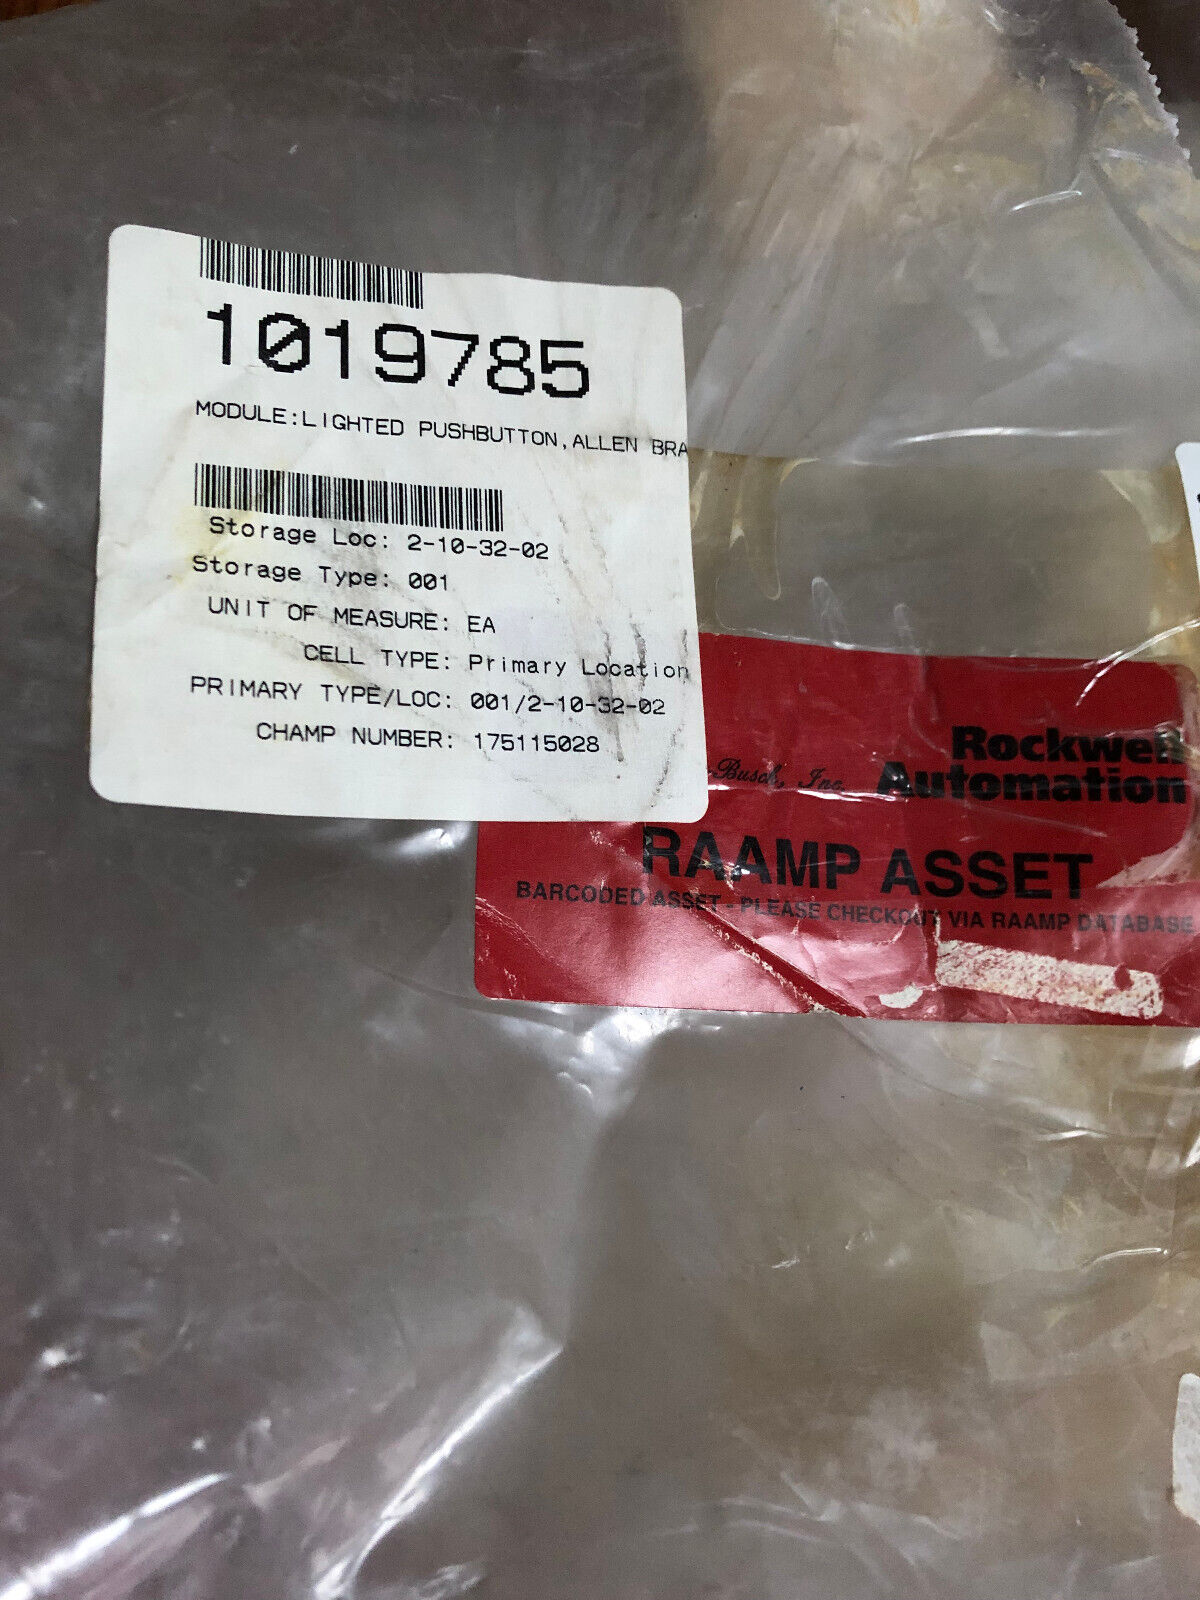 1019785
MODULE:LIGHTED PUSHBUTTON,ALLEN BRA
Storage Loc: 2-10-32-02
Storage Type: 001
UNIT OF MEASURE: EA
CELL TYPE: Primary Location
PRIMARY TYPE/LOC: 001/2-10-32-02
CHAMP NUMBER: 175115028
-Busch, Inc.
Rockwell
Automation
RAAMP ASSET
BARCODED ASSET - PLEASE CHECKOUT VIA RAAMP DATABASE